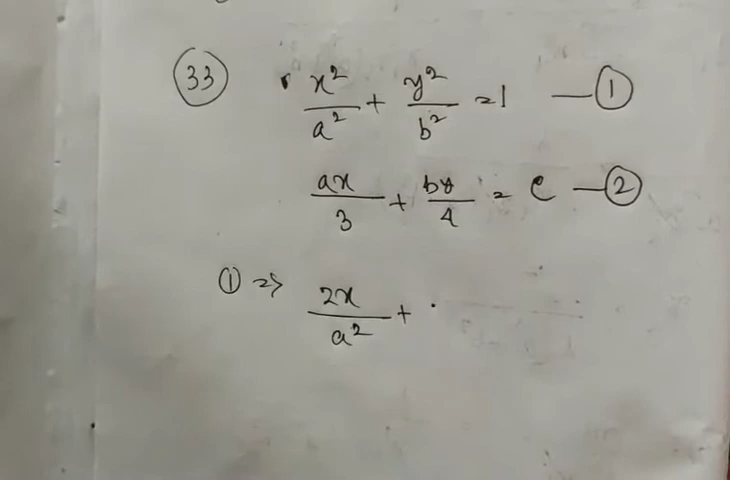 (33) x²/a² + y²/b² = 1 — ①
ax/3 + by/4 = c — ②
① => 2x/a² +